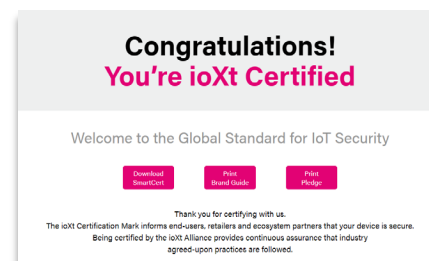 Congratulations!
You're ioXt Certified
Welcome to the Global Standard for IoT Security
Download
SmartCert
Print
Brand Guide
Print
Pledge
Thank you for certifying with us.
The ioXt Certification Mark informs end-users, retailers and ecosystem partners that your device is secure.
Being certified by the ioXt Alliance provides continuous assurance that industry
agreed-upon practices are followed.